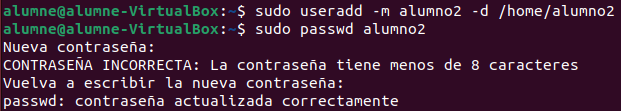 alumne@alumne-VirtualBox:~$ sudo useradd -m alumno2 -d /home/alumno2
alumne@alumne-VirtualBox:~$ sudo passwd alumno2
Nueva contraseña:
CONTRASEÑA INCORRECTA: La contraseña tiene menos de 8 caracteres
Vuelva a escribir la nueva contraseña:
passwd: contraseña actualizada correctamente